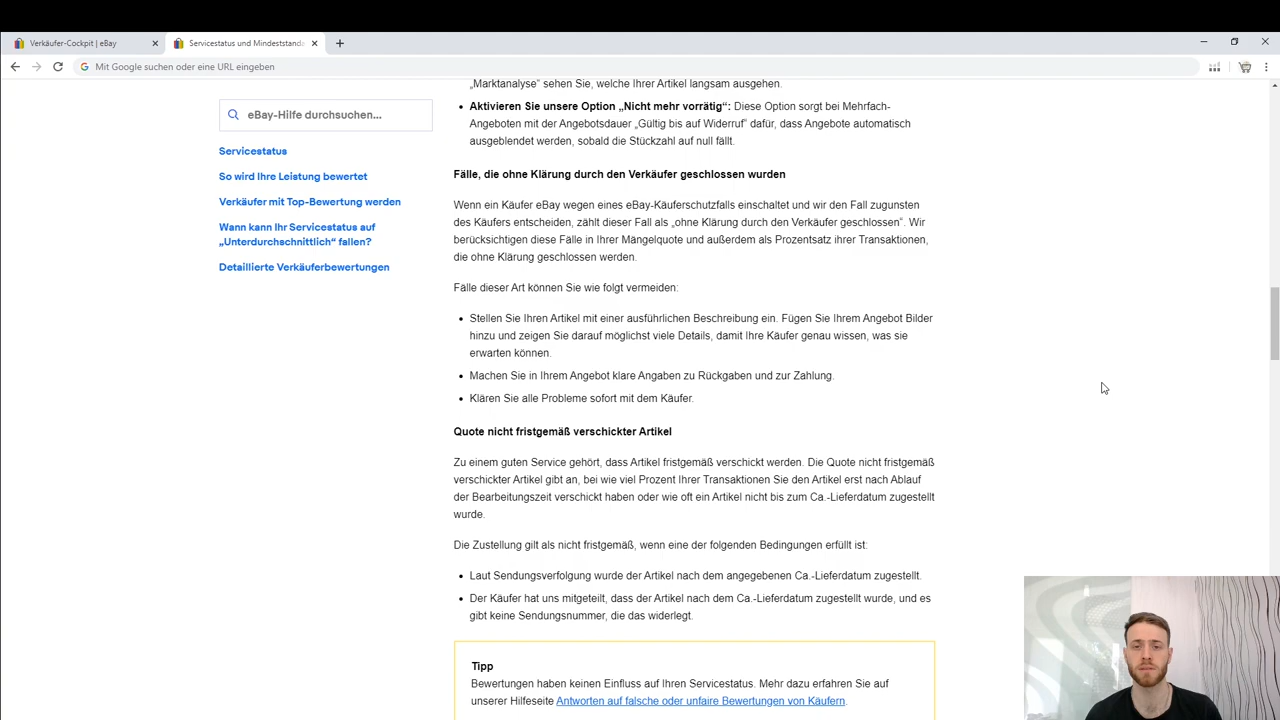 Verkäufer-Cockpit | eBay
Servicestatus und Mindeststanda
Mit Google suchen oder eine URL eingeben
eBay-Hilfe durchsuchen...
Servicestatus
So wird Ihre Leistung bewertet
Verkäufer mit Top-Bewertung werden
Wann kann Ihr Servicestatus auf
„Unterdurchschnittlich“ fallen?
Detaillierte Verkäuferbewertungen
„Marktanalyse“ sehen Sie, welche Ihrer Artikel langsam ausgehen.
• Aktivieren Sie unsere Option „Nicht mehr vorrätig“: Diese Option sorgt bei Mehrfach-
Angeboten mit der Angebotsdauer „Gültig bis auf Widerruf“ dafür, dass Angebote automatisch
ausgeblendet werden, sobald die Stückzahl auf null fällt.
Fälle, die ohne Klärung durch den Verkäufer geschlossen wurden
Wenn ein Käufer eBay wegen eines eBay-Käuferschutzfalls einschaltet und wir den Fall zugunsten
des Käufers entscheiden, zählt dieser Fall als „ohne Klärung durch den Verkäufer geschlossen“. Wir
berücksichtigen diese Fälle in Ihrer Mängelquote und außerdem als Prozentsatz ihrer Transaktionen,
die ohne Klärung geschlossen werden.
Fälle dieser Art können Sie wie folgt vermeiden:
• Stellen Sie Ihren Artikel mit einer ausführlichen Beschreibung ein. Fügen Sie Ihrem Angebot Bilder
hinzu und zeigen Sie darauf möglichst viele Details, damit Ihre Käufer genau wissen, was sie
erwarten können.
• Machen Sie in Ihrem Angebot klare Angaben zu Rückgaben und zur Zahlung.
• Klären Sie alle Probleme sofort mit dem Käufer.
Quote nicht fristgemäß verschickter Artikel
Zu einem guten Service gehört, dass Artikel fristgemäß verschickt werden. Die Quote nicht fristgemäß
verschickter Artikel gibt an, bei wie viel Prozent Ihrer Transaktionen Sie den Artikel erst nach Ablauf
der Bearbeitungszeit verschickt haben oder wie oft ein Artikel nicht bis zum Ca.-Lieferdatum zugestellt
wurde.
Die Zustellung gilt als nicht fristgemäß, wenn eine der folgenden Bedingungen erfüllt ist:
• Laut Sendungsverfolgung wurde der Artikel nach dem angegebenen Ca.-Lieferdatum zugestellt.
• Der Käufer hat uns mitgeteilt, dass der Artikel nach dem Ca.-Lieferdatum zugestellt wurde, und es
gibt keine Sendungsnummer, die das widerlegt.
Tipp
Bewertungen haben keinen Einfluss auf Ihren Servicestatus. Mehr dazu erfahren Sie auf
unserer Hilfeseite Antworten auf falsche oder unfaire Bewertungen von Käufern.